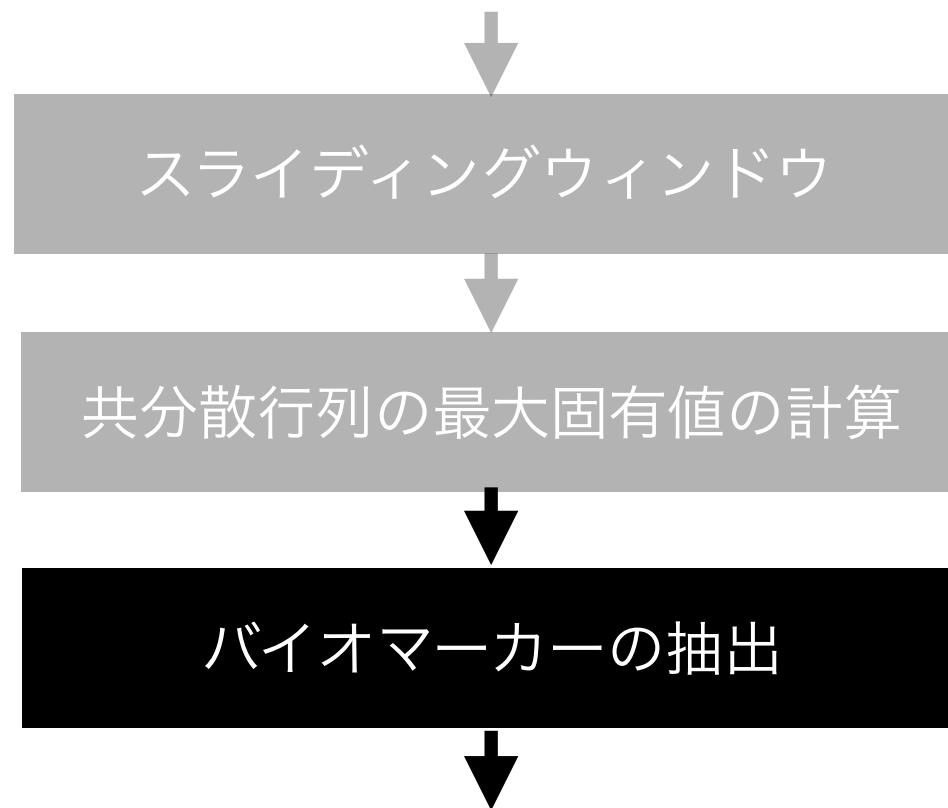 スライディングウィンドウ
共分散行列の最大固有値の計算
バイオマーカーの抽出